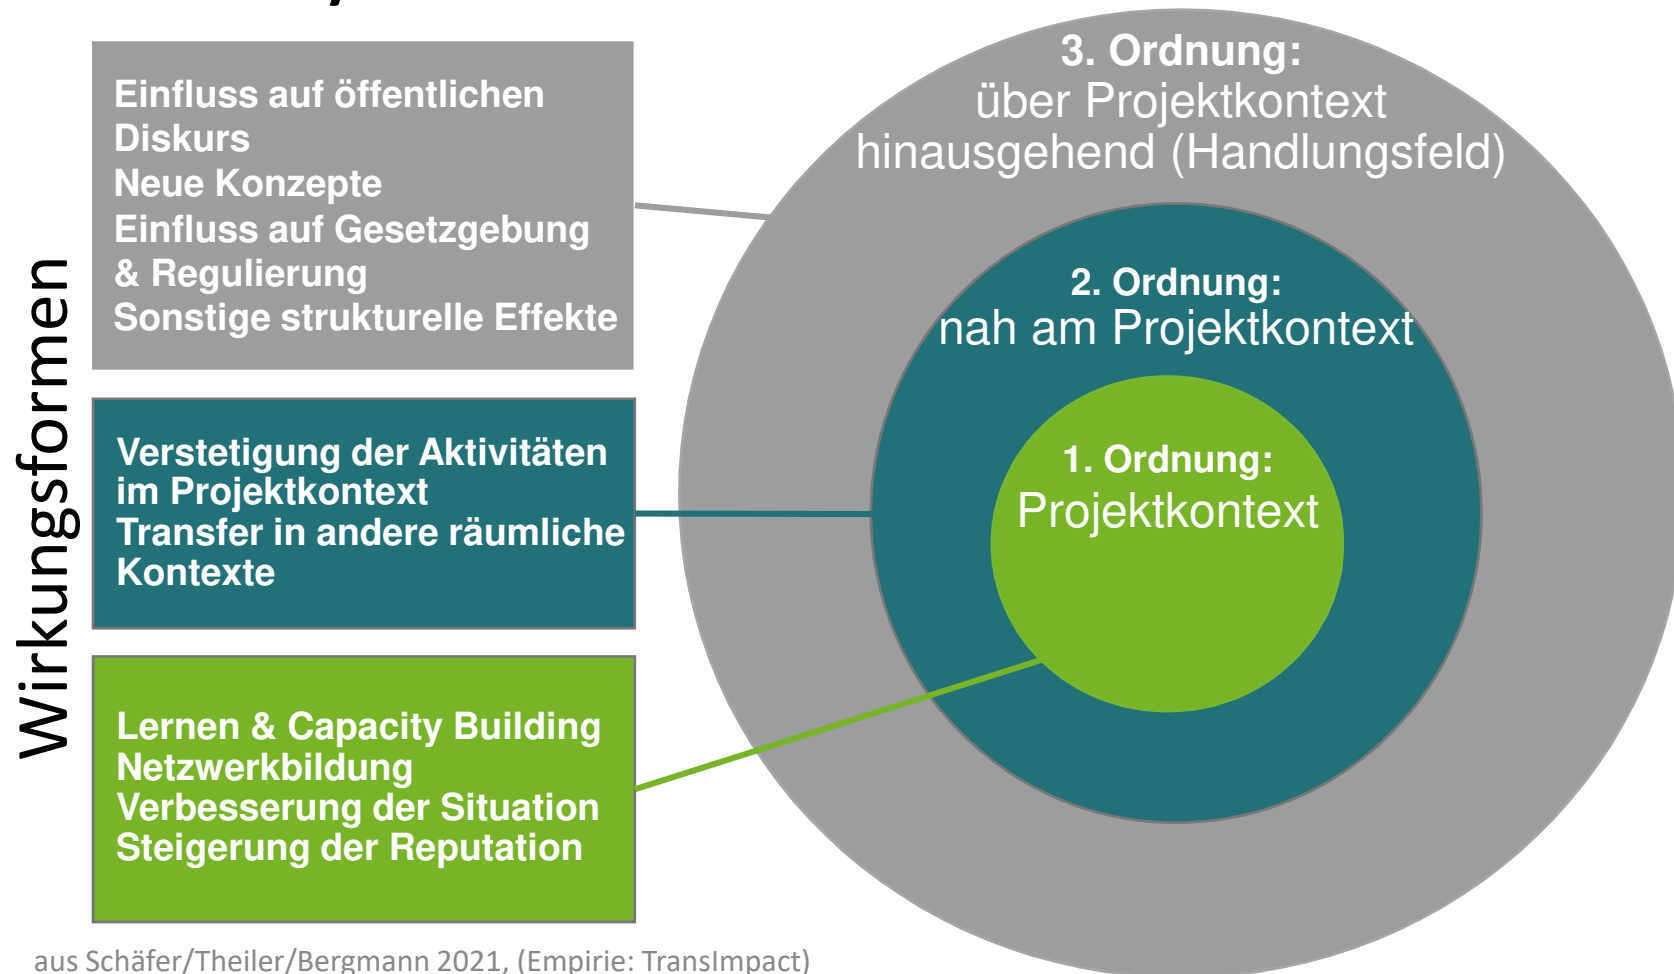 Wirkungsformen
Einfluss auf öffentlichen
Diskurs
Neue Konzepte
Einfluss auf Gesetzgebung
& Regulierung
Sonstige strukturelle Effekte
Verstetigung der Aktivitäten
im Projektkontext
Transfer in andere räumliche
Kontexte
Lernen & Capacity Building
Netzwerkbildung
Verbesserung der Situation
Steigerung der Reputation
3. Ordnung:
über Projektkontext
hinausgehend (Handlungsfeld)
2. Ordnung:
nah am Projektkontext
1. Ordnung:
Projektkontext
aus Schäfer/Theiler/Bergmann 2021, (Empirie: TransImpact)